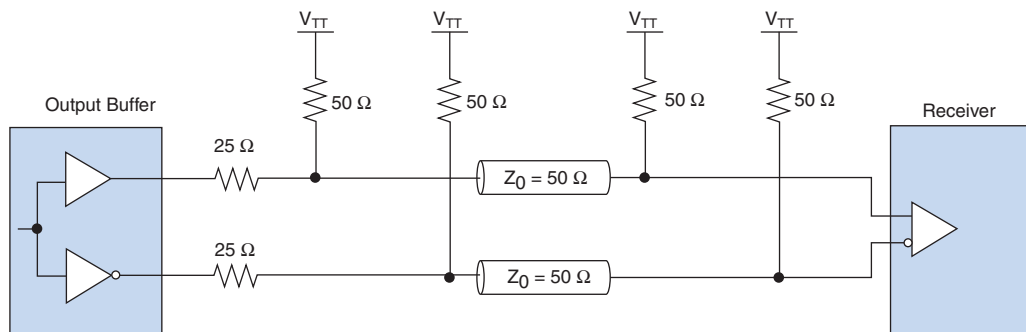 V_TT V_TT V_TT V_TT
50 Ω 50 Ω 50 Ω 50 Ω
Output Buffer
Receiver
25 Ω
Z_0 = 50 Ω
25 Ω
Z_0 = 50 Ω